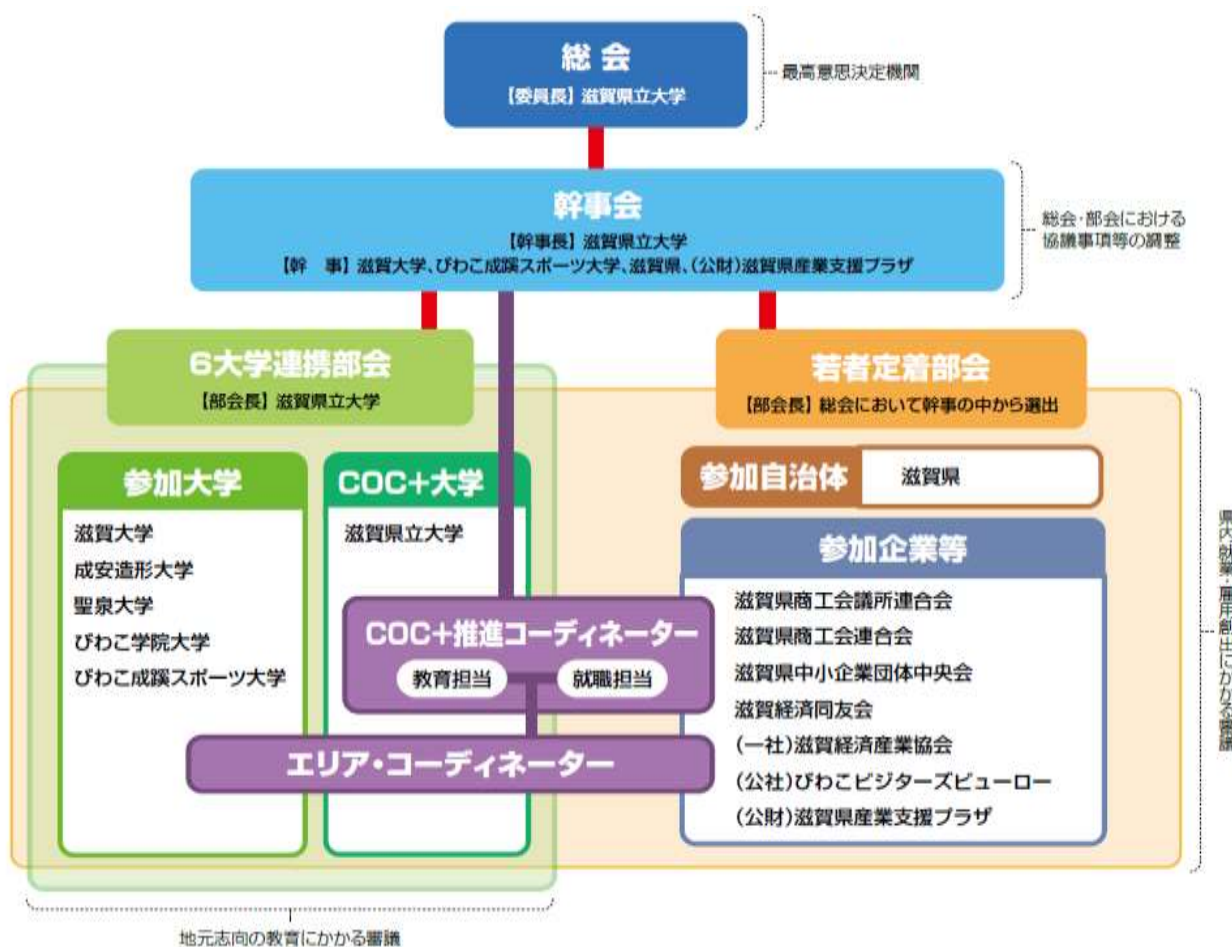 総会
【委員長】滋賀県立大学
最高意思決定機関
幹事会
【幹事長】滋賀県立大学
【幹　事】滋賀大学、びわこ成蹊スポーツ大学、滋賀県、(公財)滋賀県産業支援プラザ
総会・部会における
協議事項等の調整
6大学連携部会
【部会長】滋賀県立大学
若者定着部会
【部会長】総会において幹事の中から選出
参加大学
滋賀大学
成安造形大学
聖泉大学
びわこ学院大学
びわこ成蹊スポーツ大学
COC+大学
滋賀県立大学
参加自治体
滋賀県
参加企業等
滋賀県商工会議所連合会
滋賀県商工会連合会
滋賀県中小企業団体中央会
滋賀経済同友会
(一社)滋賀経済産業協会
(公社)びわこビジターズビューロー
(公財)滋賀県産業支援プラザ
COC+推進コーディネーター
教育担当
就職担当
エリア・コーディネーター
県内就業・雇用創出にかかる審議
地元志向の教育にかかる審議